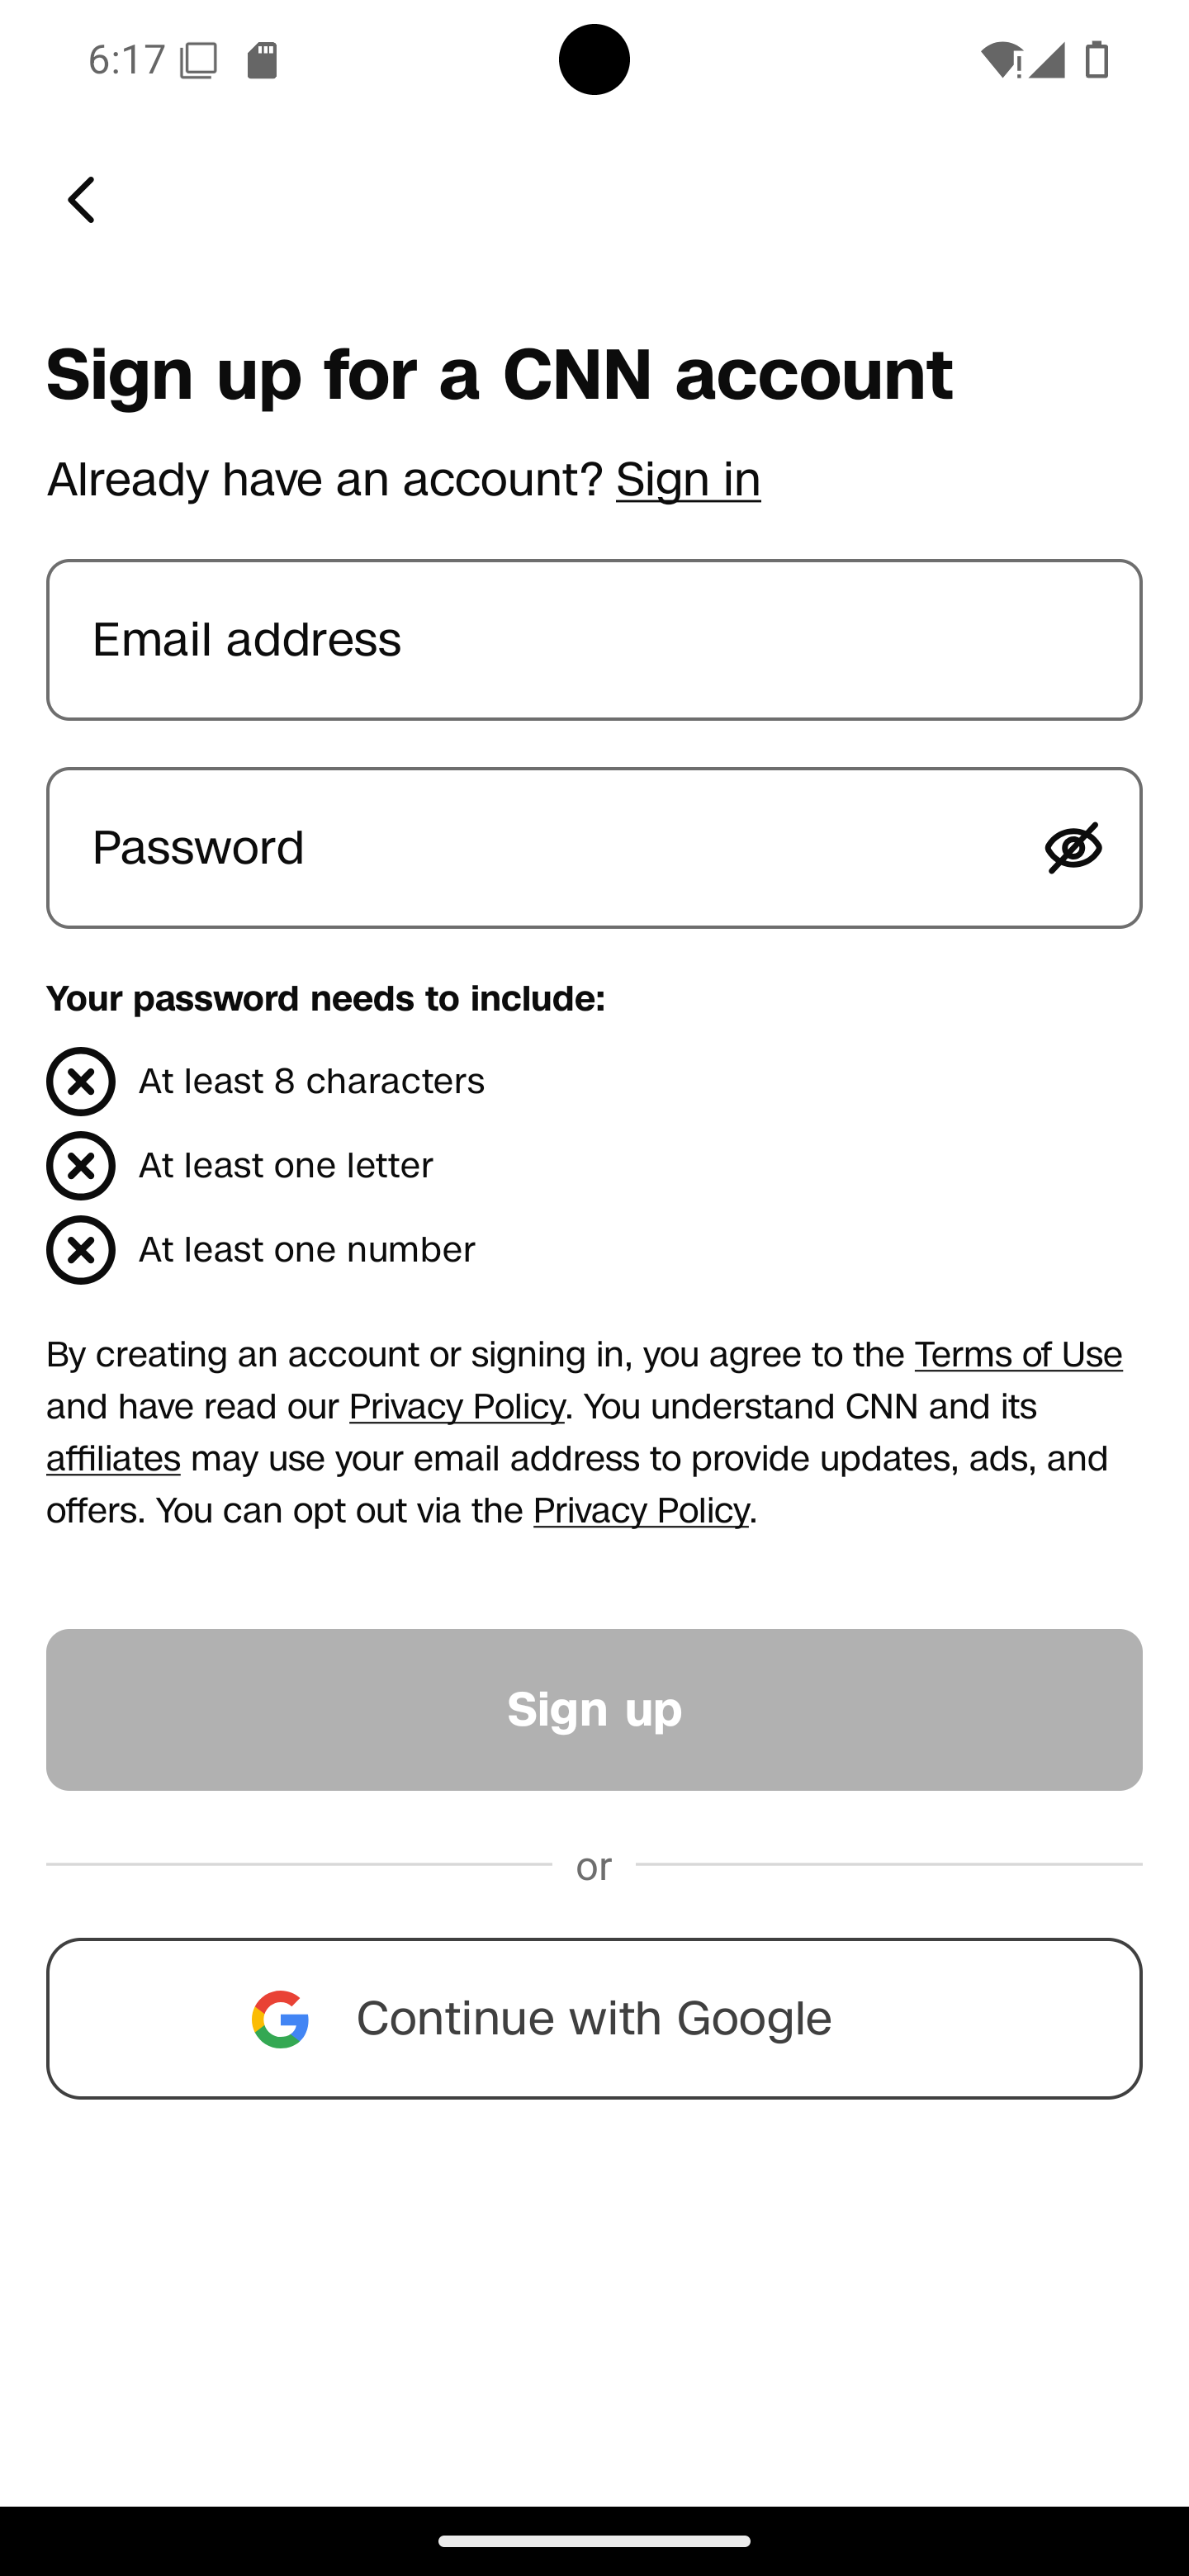 6:17
Sign up for a CNN account
Already have an account? Sign in
Email address
Password
Your password needs to include:
At least 8 characters
At least one letter
At least one number
By creating an account or signing in, you agree to the Terms of Use
and have read our Privacy Policy. You understand CNN and its
affiliates may use your email address to provide updates, ads, and
offers. You can opt out via the Privacy Policy.
Sign up
or
Continue with Google